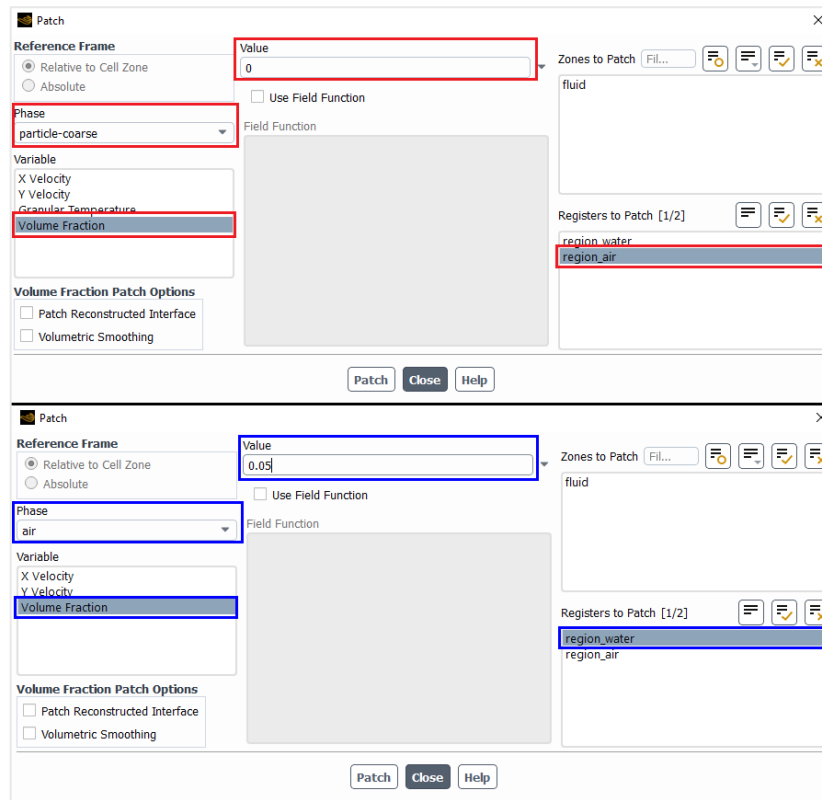 Patch
Reference Frame
Relative to Cell Zone
Absolute
Phase
particle-coarse
Variable
X Velocity
Y Velocity
Granular Temperature
Volume Fraction
Volume Fraction Patch Options
Patch Reconstructed Interface
Volumetric Smoothing
Value
0
Use Field Function
Field Function
Zones to Patch Fil...
fluid
Registers to Patch [1/2]
region_water
region_air
Patch Close Help
Patch
Reference Frame
Relative to Cell Zone
Absolute
Phase
air
Variable
X Velocity
Y Velocity
Volume Fraction
Volume Fraction Patch Options
Patch Reconstructed Interface
Volumetric Smoothing
Value
0.05
Use Field Function
Field Function
Zones to Patch Fil...
fluid
Registers to Patch [1/2]
region_water
region_air
Patch Close Help